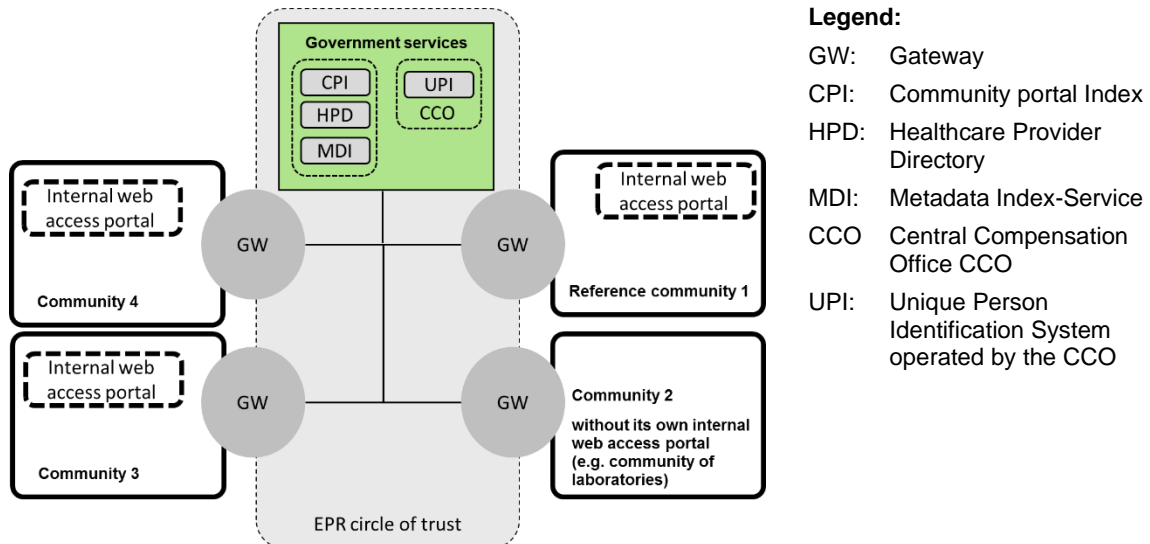 Government services
CPI
HPD
MDI
UPI
CCO
Internal web
access portal
GW
Community 4
GW
Internal web
access portal
Reference community 1
Internal web
access portal
GW
Community 3
GW
Community 2
without its own internal
web access portal
(e.g. community of
laboratories)
EPR circle of trust
Legend:
GW: Gateway
CPI: Community portal Index
HPD: Healthcare Provider
Directory
MDI: Metadata Index-Service
CCO Central Compensation
Office CCO
UPI: Unique Person
Identification System
operated by the CCO